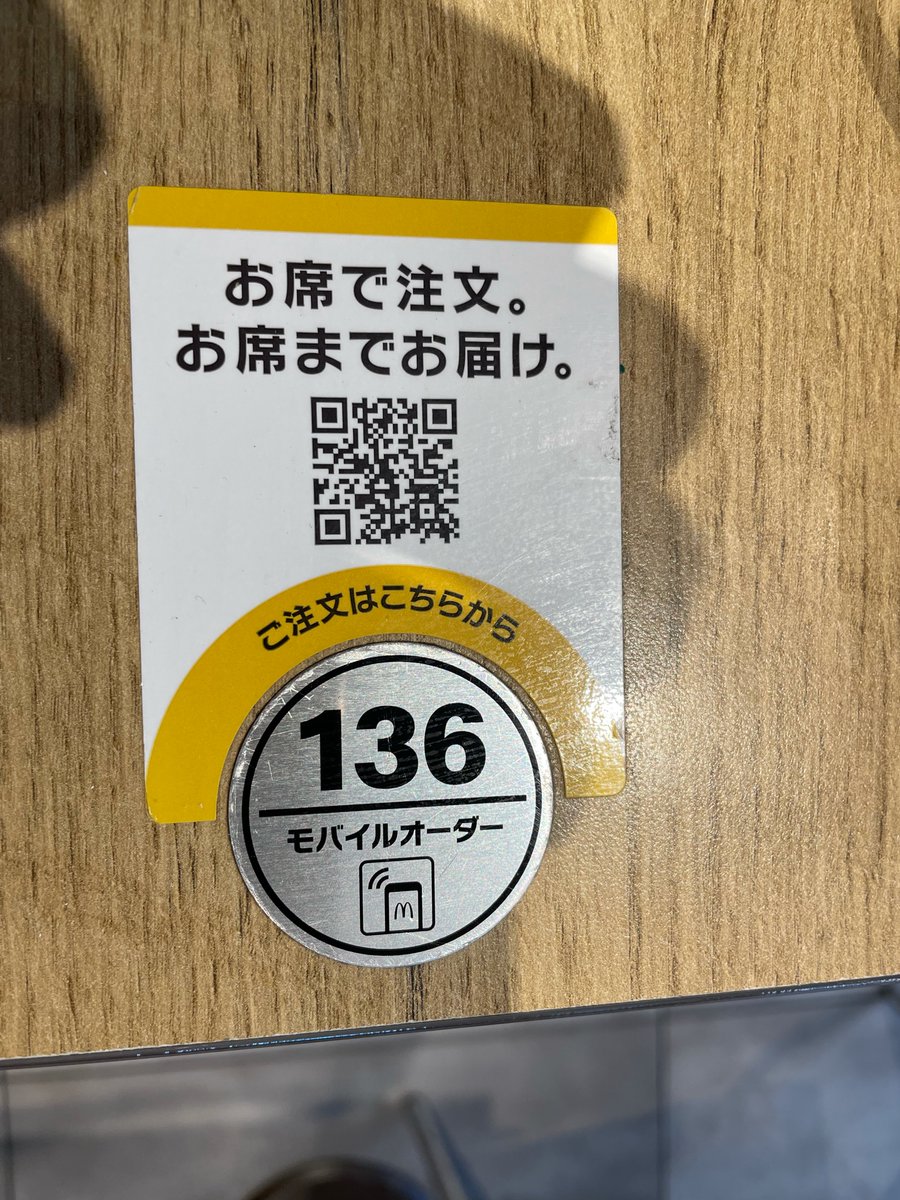 お席で注文。
お席までお届け。
ご注文はこちらから
136
モバイルオーダー